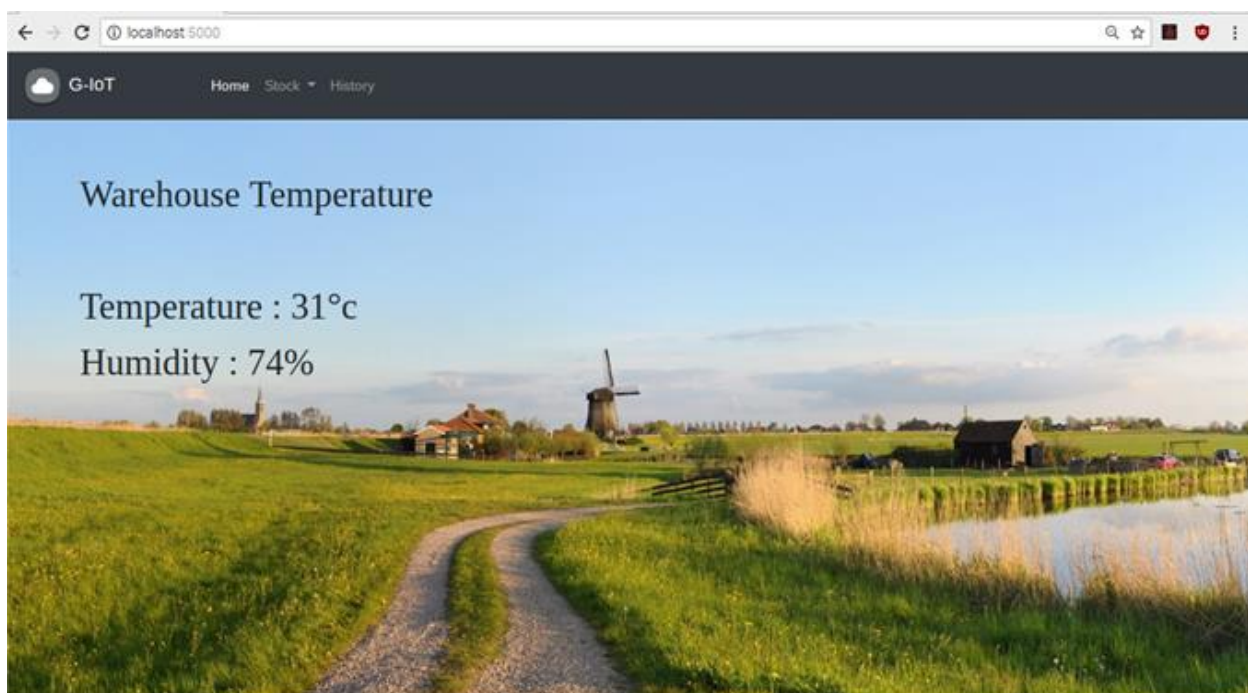 localhost 5000
G-IoT Home Stock History
Warehouse Temperature
Temperature : 31°c
Humidity : 74%